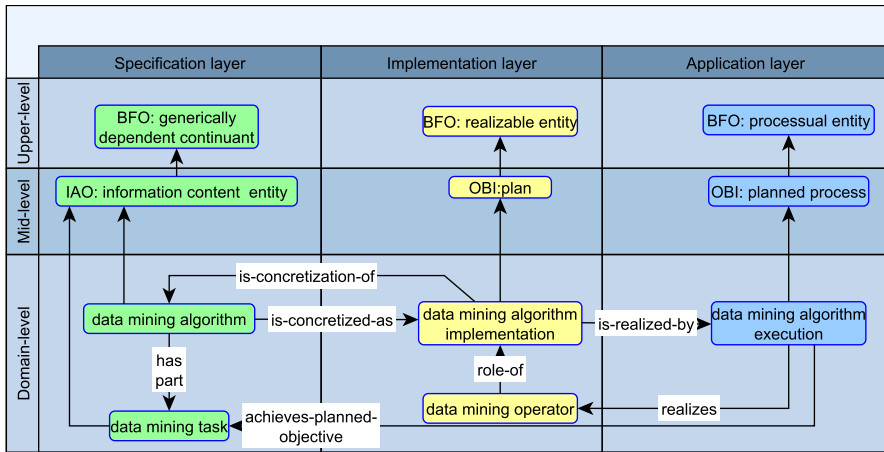 Specification layer
Implementation layer
Application layer
Upper-level
BFO: generically
dependent continuant
BFO: realizable entity
BFO: processual entity
Mid-level
IAO: information content entity
OBI:plan
OBI: planned process
Domain-level
is-concretization-of
data mining algorithm
is-concretized-as
data mining algorithm
implementation
is-realized-by
data mining algorithm
execution
has
part
role-of
data mining task
achieves-planned-
objective
data mining operator
realizes